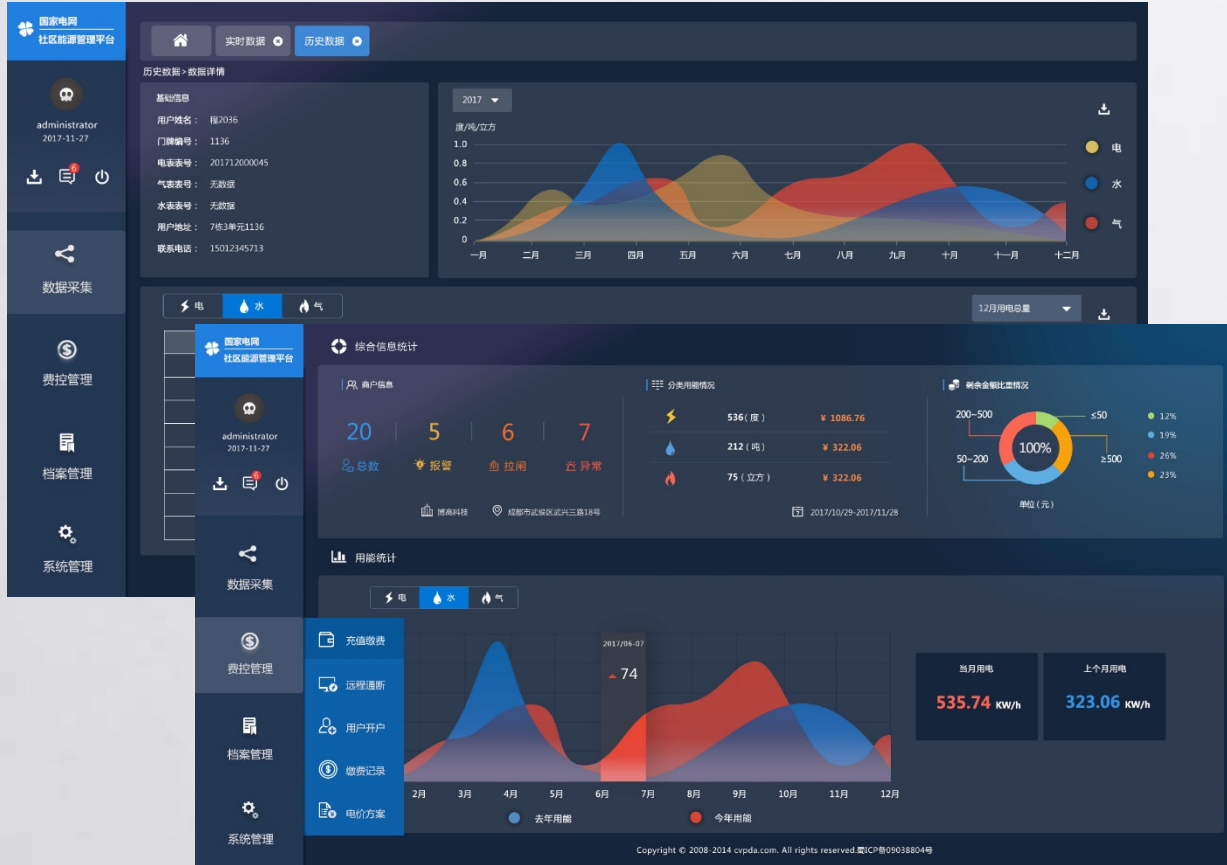 国家电网
社区能源管理平台
administrator
2017-11-27
6
数据采集
费控管理
档案管理
系统管理
实时数据
历史数据
历史数据>数据详情
基础信息
用户姓名： 程2036
门牌编号： 1136
电表表号： 201712000045
气表表号： 无数据
水表表号： 无数据
用户地址： 7栋3单元1136
联系电话： 15012345713
2017
度/吨/立方
1.0
0.8
0.6
0.4
0.2
0
一月 二月 三月 四月 五月 六月 七月 八月 九月 十月 十一月 十二月
电
水
气
电 水 气
12月用电总量
国家电网
社区能源管理平台
administrator
2017-11-27
6
数据采集
费控管理
档案管理
系统管理
充值缴费
远程通断
用户开户
缴费记录
电价方案
综合信息统计
商户信息
20 5 6 7
总数 报警 拉闸 异常
博高科技 成都市武侯区武兴三路18号
分类用能情况
536(度) ¥ 1086.76
212(吨) ¥ 322.06
75(立方) ¥ 322.06
2017/10/29-2017/11/28
剩余金额比重情况
200~500 ≤50
50~200 ≥500
100%
单位(元)
12%
19%
26%
23%
用能统计
电 水 气
2017/06-07
74
2月 3月 4月 5月 6月 7月 8月 9月 10月 11月 12月
去年用能 今年用能
当月用电
535.74 KW/h
上个月用电
323.06 KW/h
Copyright © 2008-2014 cvpda.com. All rights reserved.蜀ICP备09038804号